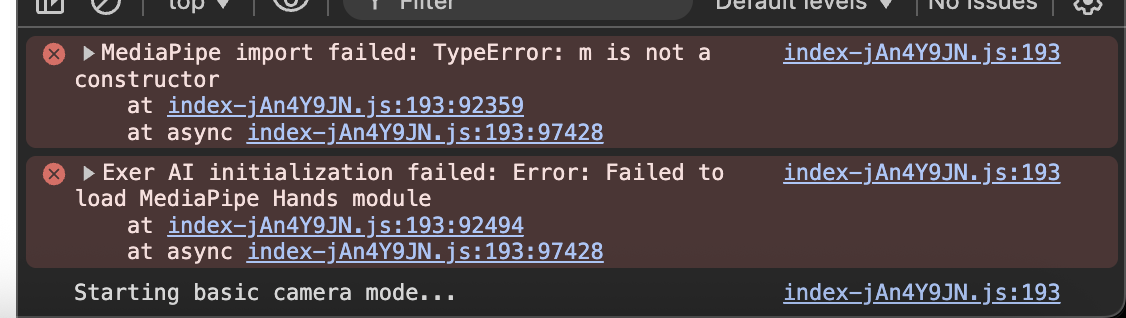 top ▼ Filter Default levels ▼ No Issues
▶MediaPipe import failed: TypeError: m is not a index-jAn4Y9JN.js:193
constructor
at index-jAn4Y9JN.js:193:92359
at async index-jAn4Y9JN.js:193:97428
▶Exer AI initialization failed: Error: Failed to index-jAn4Y9JN.js:193
load MediaPipe Hands module
at index-jAn4Y9JN.js:193:92494
at async index-jAn4Y9JN.js:193:97428
Starting basic camera mode... index-jAn4Y9JN.js:193